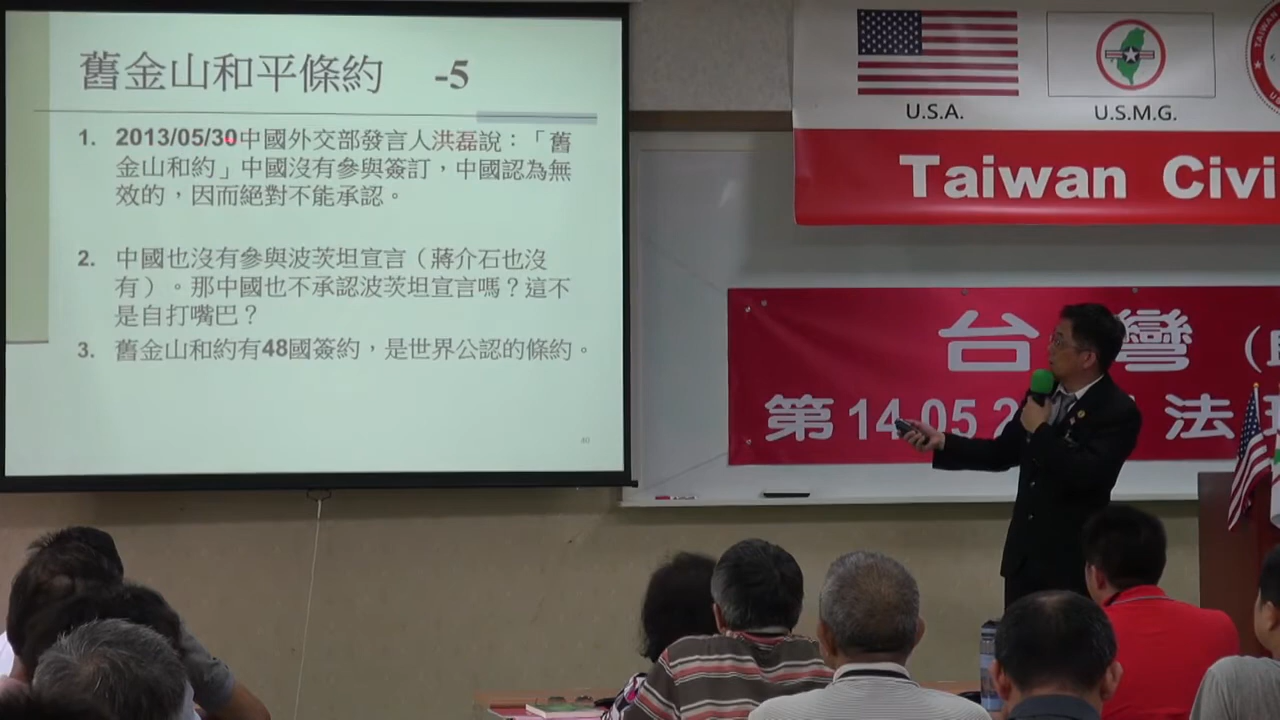 舊金山和平條約 -5
1. 2013/05/30中國外交部發言人洪磊說：「舊
金山和約」中國沒有參與簽訂，中國認為無
效的，因而絕對不能承認。
2. 中國也沒有參與波茨坦宣言（蔣介石也沒
有）。那中國也不承認波茨坦宣言嗎？這不
是自打嘴巴？
3. 舊金山和約有48國簽約，是世界公認的條約。
U.S.A.
U.S.M.G.
TAIWAN
Taiwan Civi
台灣（
第14 05 2 法